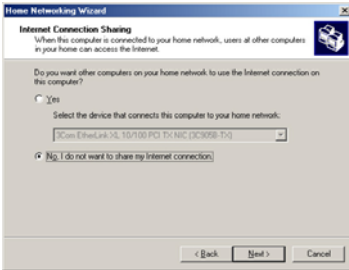 Home Networking Wizard
Internet Connection Sharing
When this computer is connected to your home network, users at other computers
in your home can access the Internet.
Do you want other computers on your home network to use the Internet connection on
this computer?
Yes
Select the device that connects this computer to your home network:
3Com EtherLink XL 10/100 PCI TX NIC (3C905B-TX)
No, I do not want to share my Internet connection.
< Back
Next >
Cancel